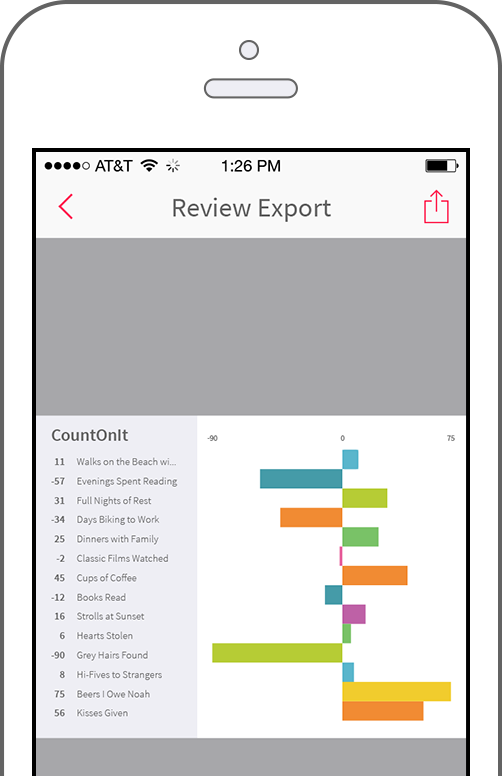 AT&T 1:26 PM
Review Export
CountOnIt
-90 0 75
11 Walks on the Beach wi...
-57 Evenings Spent Reading
31 Full Nights of Rest
-34 Days Biking to Work
25 Dinners with Family
-2 Classic Films Watched
45 Cups of Coffee
-12 Books Read
16 Strolls at Sunset
6 Hearts Stolen
-90 Grey Hairs Found
8 Hi-Fives to Strangers
75 Beers I Owe Noah
56 Kisses Given